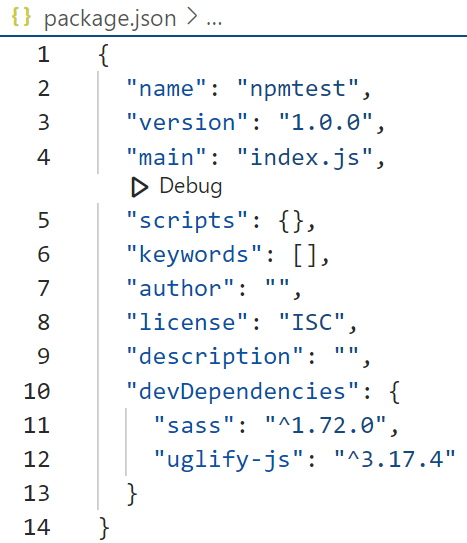 {} package.json > ...
1 {
2 "name": "npmtest",
3 "version": "1.0.0",
4 "main": "index.js",
Debug
5 "scripts": {},
6 "keywords": [],
7 "author": "",
8 "license": "ISC",
9 "description": "",
10 "devDependencies": {
11 "sass": "^1.72.0",
12 "uglify-js": "^3.17.4"
13 }
14 }